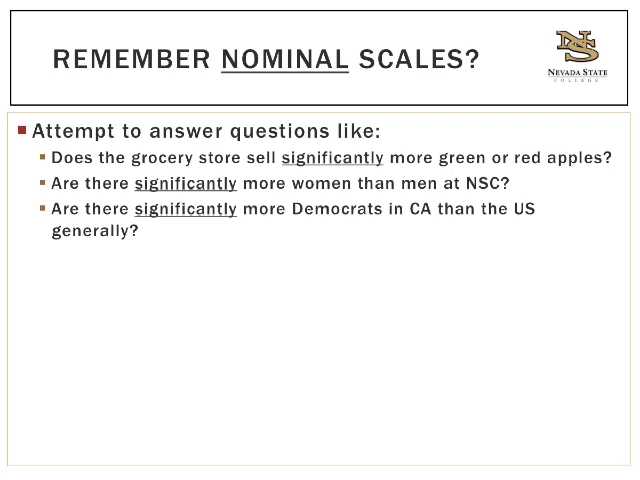 REMEMBER NOMINAL SCALES?
NS
NEVADA STATE
COLLEGE
Attempt to answer questions like:
Does the grocery store sell significantly more green or red apples?
Are there significantly more women than men at NSC?
Are there significantly more Democrats in CA than the US
generally?